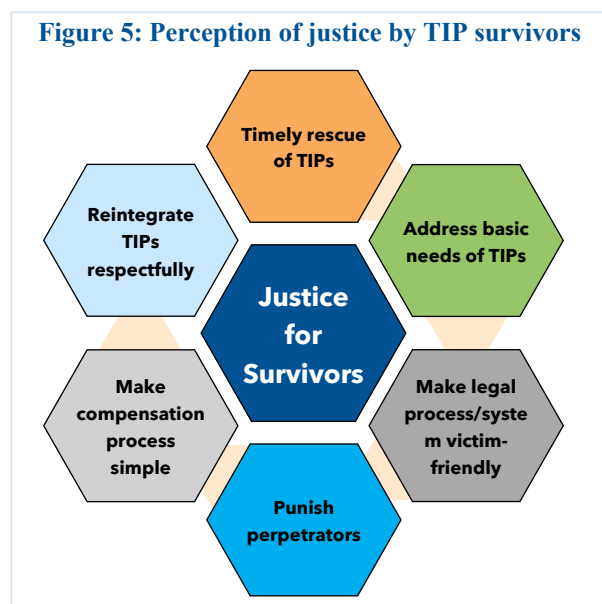 Figure 5: Perception of justice by TIP survivors
Timely rescue
of TIPs
Address basic
needs of TIPs
Make legal
process/syste
m victim-
friendly
Punish
perpetrators
Make
compensation
process
simple
Reintegrate
TIPs
respectfully
Justice
for
Survivors